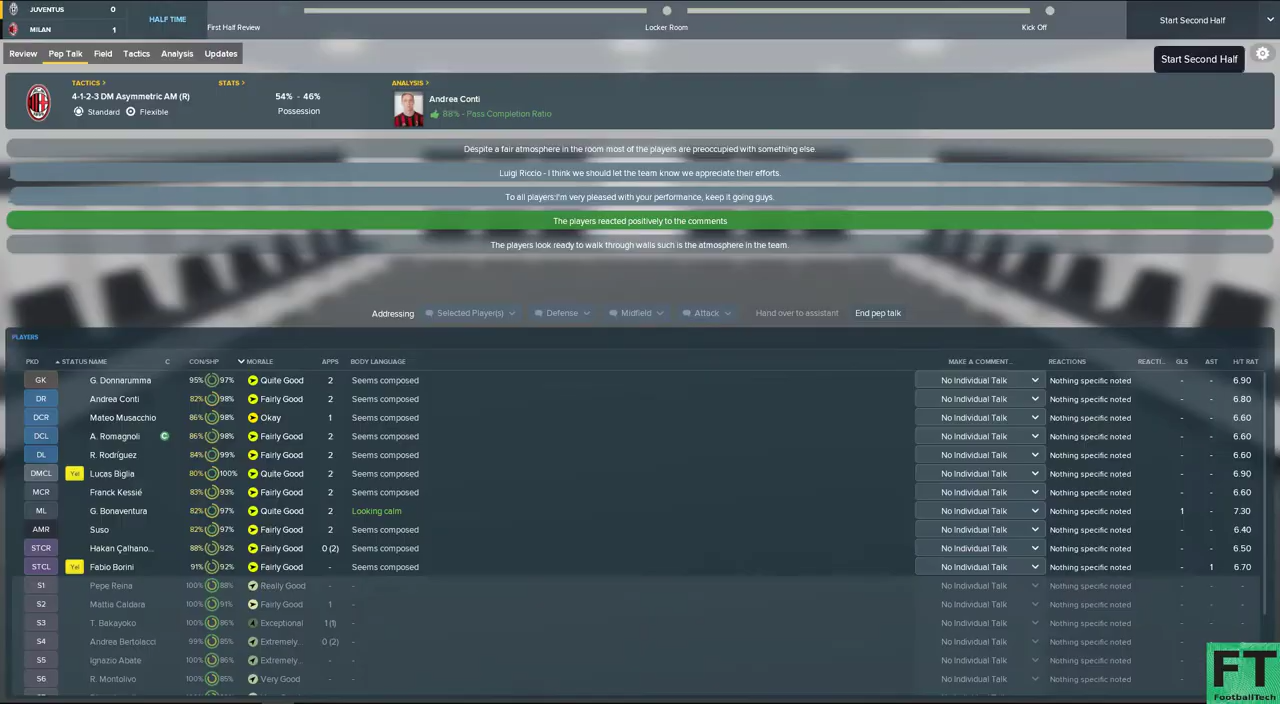 JUVENTUS 0
MILAN 1
HALF TIME
First Half Review
Locker Room
Kick Off
Start Second Half
Review Pep Talk Field Tactics Analysis Updates
Start Second Half
TACTICS >
4-1-2-3 DM Asymmetric AM (R)
Standard Flexible
STATS >
54% - 46%
Possession
ANALYSIS >
Andrea Conti
88% - Pass Completion Ratio
Despite a fair atmosphere in the room most of the players are preoccupied with something else.
Luigi Riccio - I think we should let the team know we appreciate their efforts.
To all players:I'm very pleased with your performance, keep it going guys.
The players reacted positively to the comments
The players look ready to walk through walls such is the atmosphere in the team.
Addressing Selected Player(s) Defense Midfield Attack Hand over to assistant End pep talk
PLAYERS
PKD STATUS NAME C CON/SHP MORALE APPS BODY LANGUAGE MAKE A COMMENT... REACTIONS REACTI... GLS AST H/T RAT
GK G. Donnarumma 95% 97% Quite Good 2 Seems composed No Individual Talk Nothing specific noted - - 6.90
DR Andrea Conti 82% 98% Fairly Good 2 Seems composed No Individual Talk Nothing specific noted - - 6.80
DCR Mateo Musacchio 86% 98% Okay 1 Seems composed No Individual Talk Nothing specific noted - - 6.60
DCL A. Romagnoli C 86% 98% Fairly Good 2 Seems composed No Individual Talk Nothing specific noted - - 6.60
DL R. Rodríguez 84% 99% Fairly Good 2 Seems composed No Individual Talk Nothing specific noted - - 6.60
DMCL Yel Lucas Biglia 80% 100% Quite Good 2 Seems composed No Individual Talk Nothing specific noted - - 6.90
MCR Franck Kessié 83% 93% Fairly Good 2 Seems composed No Individual Talk Nothing specific noted - - 6.60
ML G. Bonaventura 82% 97% Quite Good 2 Looking calm No Individual Talk Nothing specific noted 1 - 7.30
AMR Suso 82% 97% Fairly Good 2 Seems composed No Individual Talk Nothing specific noted - - 6.40
STCR Hakan Çalhano... 88% 92% Fairly Good 0 (2) Seems composed No Individual Talk Nothing specific noted - - 6.50
STCL Yel Fabio Borini 91% 92% Fairly Good - Seems composed No Individual Talk Nothing specific noted - 1 6.70
S1 Pepe Reina 100% 88% Really Good - - No Individual Talk Nothing specific noted - - -
S2 Mattia Caldara 100% 91% Fairly Good 1 - No Individual Talk Nothing specific noted - - -
S3 T. Bakayoko 100% 86% Exceptional 1 (1) - No Individual Talk Nothing specific noted - - -
S4 Andrea Bertolacci 99% 85% Extremely... 0 (2) - No Individual Talk Nothing specific noted - - -
S5 Ignazio Abate 100% 86% Extremely... - - No Individual Talk Nothing specific noted - -
S6 R. Montolivo 100% 85% Very Good - - No Individual Talk Nothing specific noted - -
FT
FootballTech